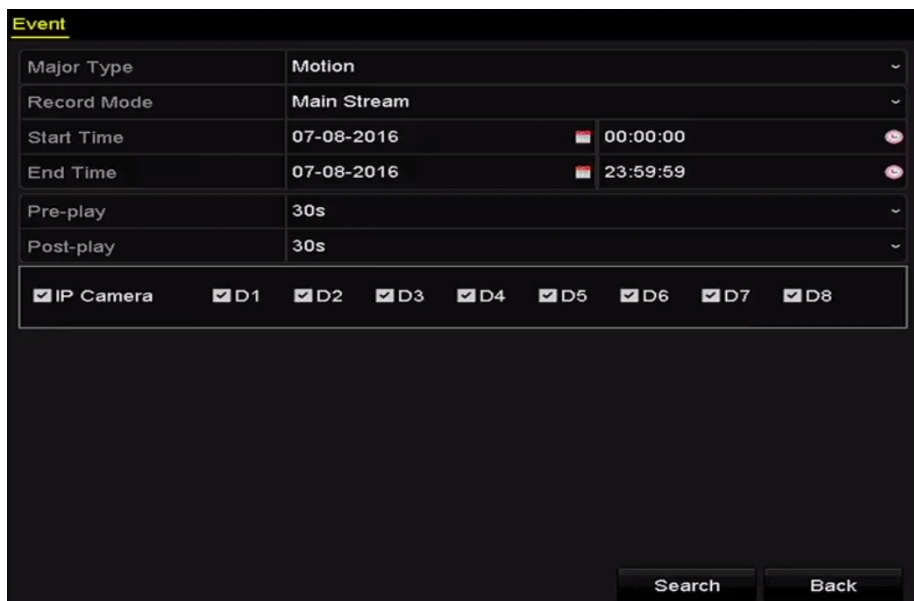 Event
Major Type Motion
Record Mode Main Stream
Start Time 07-08-2016 00:00:00
End Time 07-08-2016 23:59:59
Pre-play 30s
Post-play 30s
IP Camera D1 D2 D3 D4 D5 D6 D7 D8
Search Back